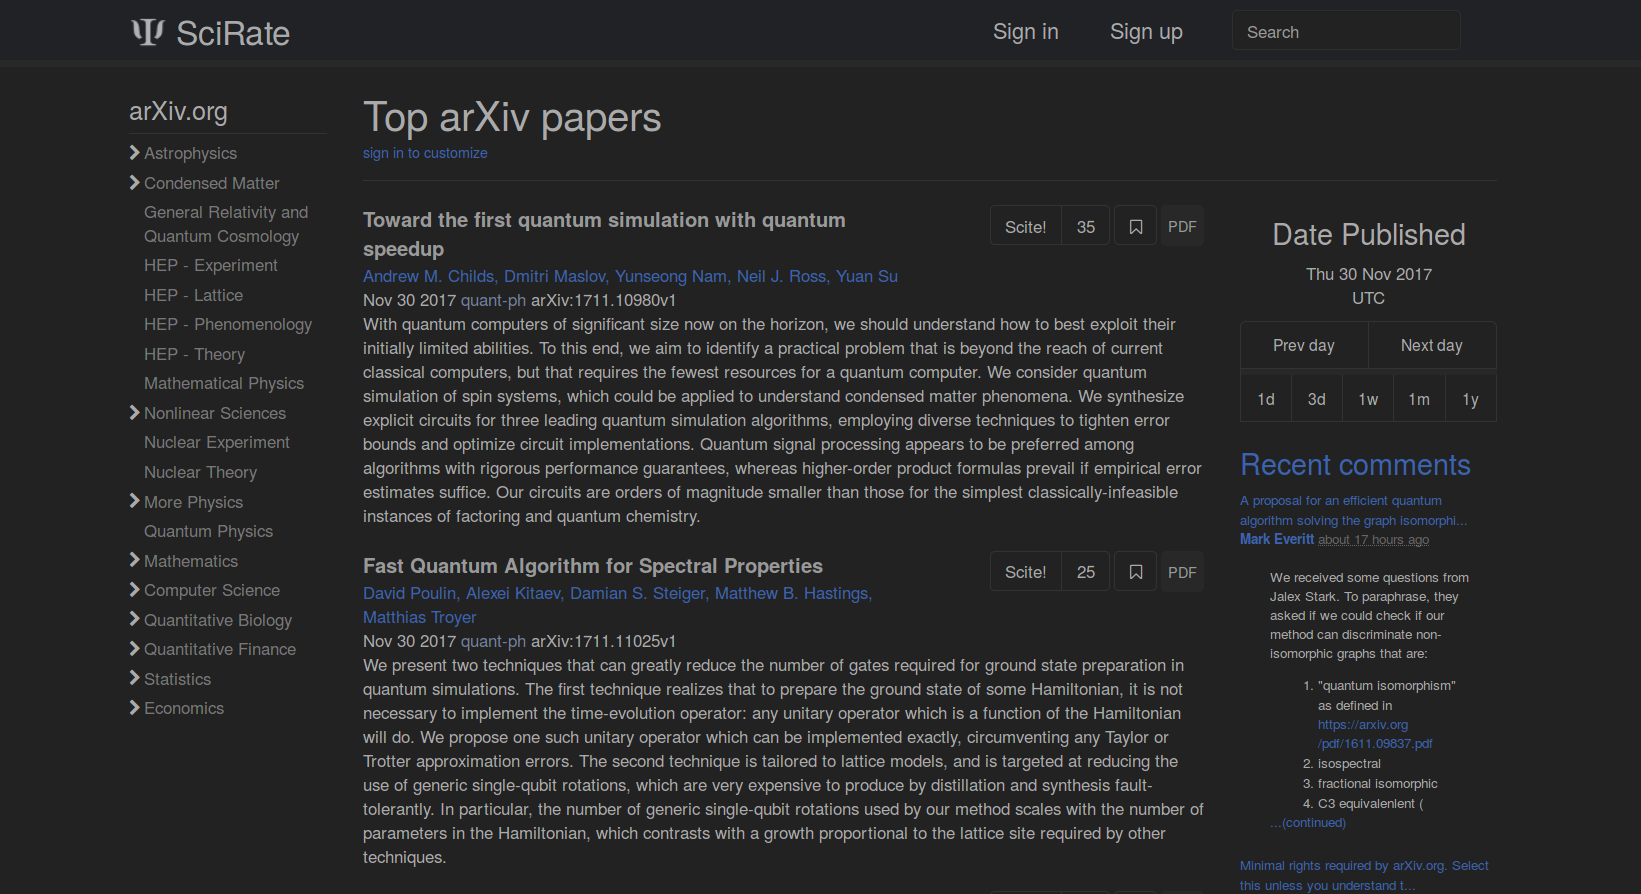 SciRate
Sign in
Sign up
Search
arXiv.org
Astrophysics
Condensed Matter
General Relativity and
Quantum Cosmology
HEP - Experiment
HEP - Lattice
HEP - Phenomenology
HEP - Theory
Mathematical Physics
Nonlinear Sciences
Nuclear Experiment
Nuclear Theory
More Physics
Quantum Physics
Mathematics
Computer Science
Quantitative Biology
Quantitative Finance
Statistics
Economics
Top arXiv papers
sign in to customize
Toward the first quantum simulation with quantum
speedup
Scite! 35 PDF
Andrew M. Childs, Dmitri Maslov, Yunseong Nam, Neil J. Ross, Yuan Su
Nov 30 2017 quant-ph arXiv:1711.10980v1
With quantum computers of significant size now on the horizon, we should understand how to best exploit their
initially limited abilities. To this end, we aim to identify a practical problem that is beyond the reach of current
classical computers, but that requires the fewest resources for a quantum computer. We consider quantum
simulation of spin systems, which could be applied to understand condensed matter phenomena. We synthesize
explicit circuits for three leading quantum simulation algorithms, employing diverse techniques to tighten error
bounds and optimize circuit implementations. Quantum signal processing appears to be preferred among
algorithms with rigorous performance guarantees, whereas higher-order product formulas prevail if empirical error
estimates suffice. Our circuits are orders of magnitude smaller than those for the simplest classically-infeasible
instances of factoring and quantum chemistry.
Fast Quantum Algorithm for Spectral Properties
Scite! 25 PDF
David Poulin, Alexei Kitaev, Damian S. Steiger, Matthew B. Hastings,
Matthias Troyer
Nov 30 2017 quant-ph arXiv:1711.11025v1
We present two techniques that can greatly reduce the number of gates required for ground state preparation in
quantum simulations. The first technique realizes that to prepare the ground state of some Hamiltonian, it is not
necessary to implement the time-evolution operator: any unitary operator which is a function of the Hamiltonian
will do. We propose one such unitary operator which can be implemented exactly, circumventing any Taylor or
Trotter approximation errors. The second technique is tailored to lattice models, and is targeted at reducing the
use of generic single-qubit rotations, which are very expensive to produce by distillation and synthesis fault-
tolerantly. In particular, the number of generic single-qubit rotations used by our method scales with the number of
parameters in the Hamiltonian, which contrasts with a growth proportional to the lattice site required by other
techniques.
Date Published
Thu 30 Nov 2017
UTC
Prev day Next day
1d 3d 1w 1m 1y
Recent comments
A proposal for an efficient quantum
algorithm solving the graph isomorphi...
Mark Everitt about 17 hours ago
We received some questions from
Jalex Stark. To paraphrase, they
asked if we could check if our
method can discriminate non-
isomorphic graphs that are:
1. "quantum isomorphism"
as defined in
https://arxiv.org
/pdf/1611.09837.pdf
2. isospectral
3. fractional isomorphic
4. C3 equivalenlent (
...(continued)
Minimal rights required by arXiv.org. Select
this unless you understand t...